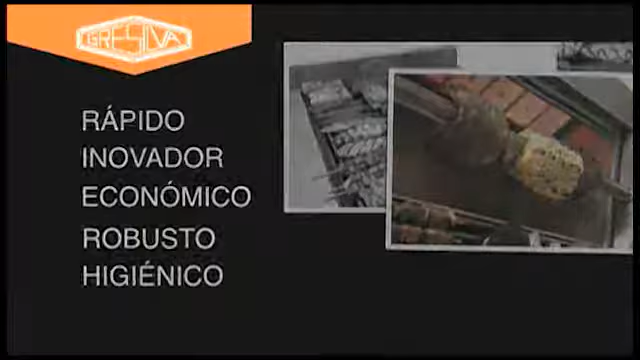 GRESILVA
RÁPIDO
INOVADOR
ECONÓMICO
ROBUSTO
HIGIÉNICO